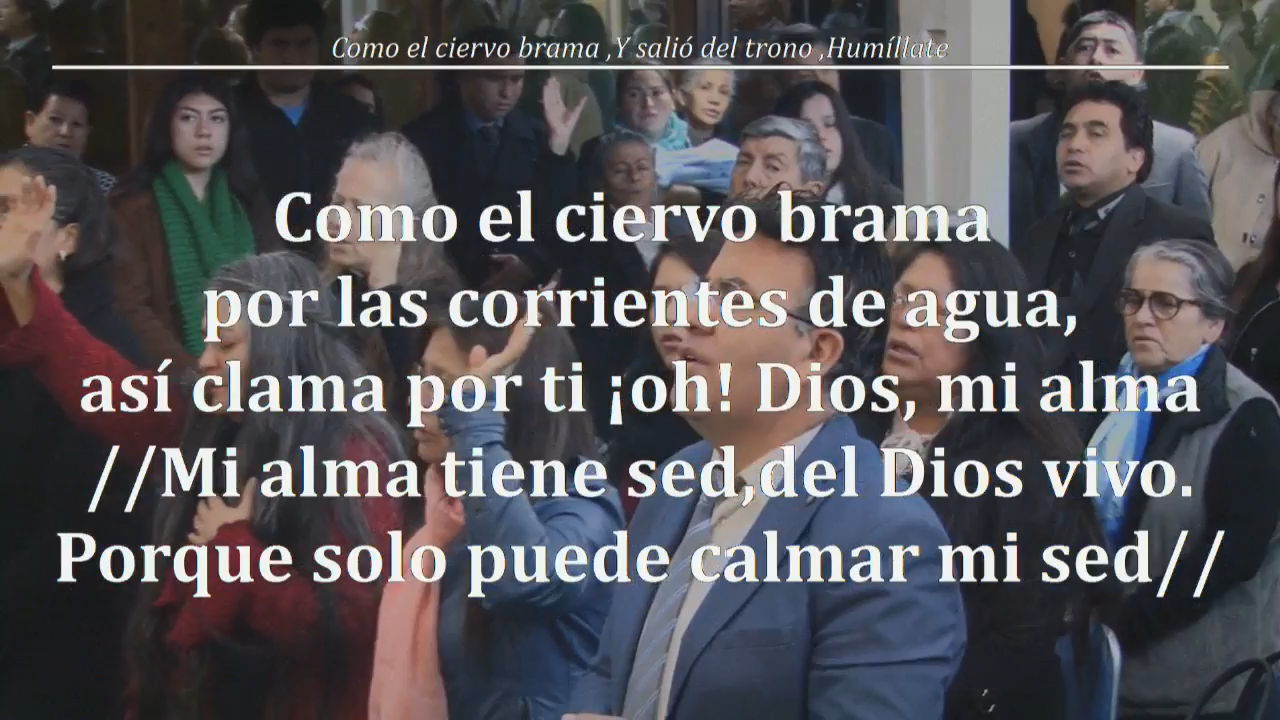 Como el ciervo brama ,Y salió del trono ,Humíllate
Como el ciervo brama
por las corrientes de agua,
así clama por ti ¡oh! Dios, mi alma
//Mi alma tiene sed,del Dios vivo.
Porque solo puede calmar mi sed//